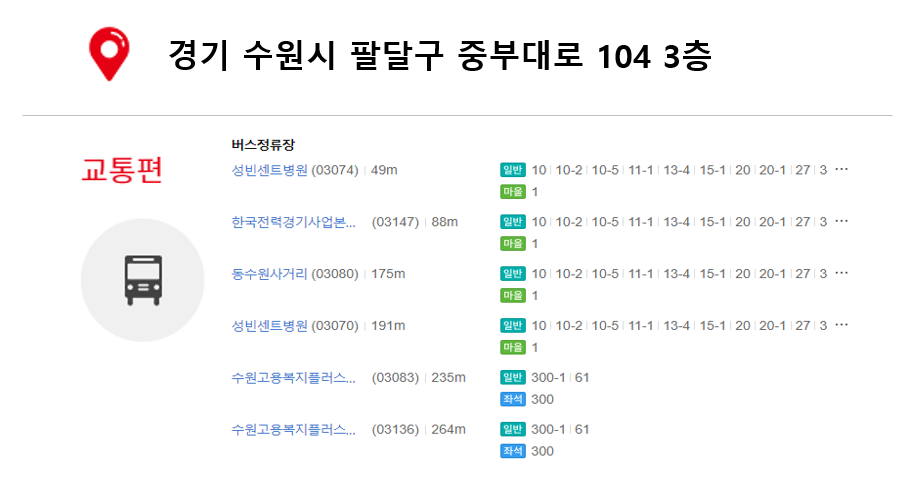 경기 수원시 팔달구 중부대로 104 3층
교통편
버스정류장
성빈센트병원 (03074) | 49m 일반 10 | 10-2 | 10-5 | 11-1 | 13-4 | 15-1 | 20 | 20-1 | 27 | 3 ···
마을 1
한국전력경기사업본... (03147) | 88m 일반 10 | 10-2 | 10-5 | 11-1 | 13-4 | 15-1 | 20 | 20-1 | 27 | 3 ···
마을 1
동수원사거리 (03080) | 175m 일반 10 | 10-2 | 10-5 | 11-1 | 13-4 | 15-1 | 20 | 20-1 | 27 | 3 ···
마을 1
성빈센트병원 (03070) | 191m 일반 10 | 10-2 | 10-5 | 11-1 | 13-4 | 15-1 | 20 | 20-1 | 27 | 3 ···
마을 1
수원고용복지플러스... (03083) | 235m 일반 300-1 | 61
좌석 300
수원고용복지플러스... (03136) | 264m 일반 300-1 | 61
좌석 300